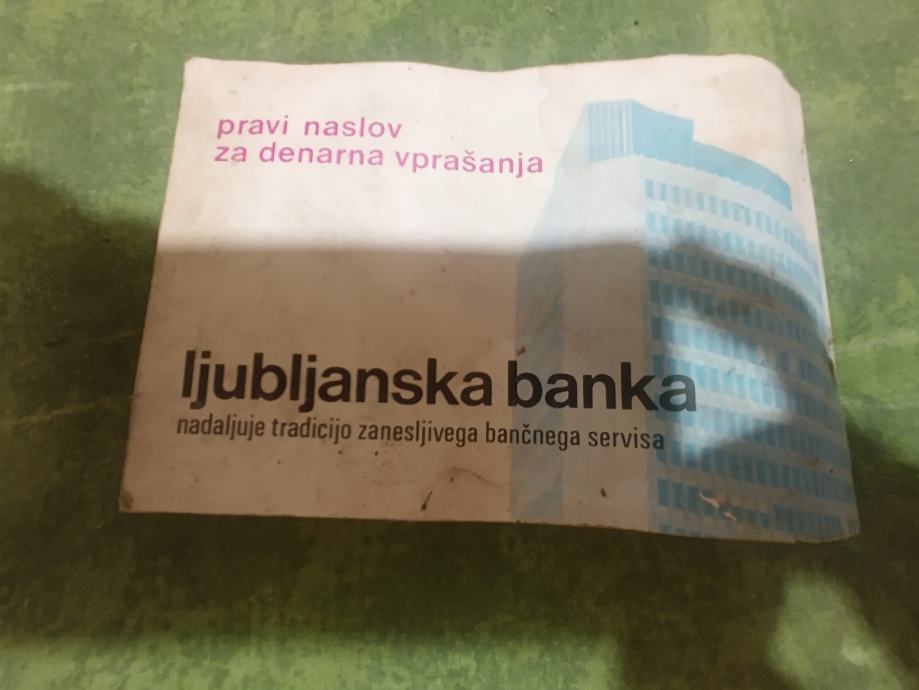 pravi naslov
za denarna vprašanja
ljubljanska banka
nadaljuje tradicijo zanesljivega bančnega servisa